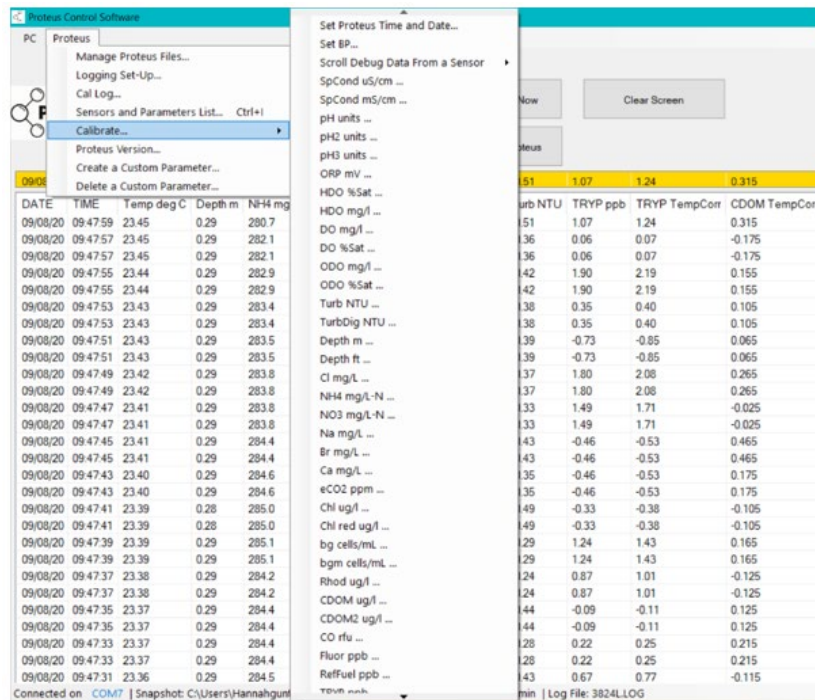 Proteus Control Software
PC Proteus
Manage Proteus Files...
Logging Set-Up...
Cal Log...
Sensors and Parameters List... Ctrl+I
Calibrate...
Proteus Version...
Create a Custom Parameter...
Delete a Custom Parameter...
Set Proteus Time and Date...
Set BP...
Scroll Debug Data From a Sensor
SpCond uS/cm ...
SpCond mS/cm ...
pH units ...
pH2 units ...
pH3 units ...
ORP mV ...
HDO %Sat ...
HDO mg/l ...
DO mg/l ...
DO %Sat ...
ODO mg/l ...
ODO %Sat ...
Turb NTU ...
TurbDig NTU ...
Depth m ...
Depth ft ...
Cl mg/L ...
NH4 mg/L-N ...
NO3 mg/L-N ...
Na mg/L ...
Br mg/L ...
Ca mg/L ...
eCO2 ppm ...
Chl ug/l ...
Chl red ug/l ...
bg cells/mL ...
bgm cells/mL ...
Rhod ug/l ...
CDOM ug/l ...
CDOM2 ug/l ...
CO rfu ...
Fluor ppb ...
RefFuel ppb ...
TRYP ppb
Now Clear Screen
oteus
09/08 .51 1.07 1.24 0.315
DATE TIME Temp deg C Depth m NH4 mg urb NTU TRYP ppb TRYP TempCorr CDOM TempCor
09/08/20 09:47:59 23.45 0.29 280.7 .51 1.07 1.24 0.315
09/08/20 09:47:57 23.45 0.29 282.1 .36 0.06 0.07 -0.175
09/08/20 09:47:57 23.45 0.29 282.1 .36 0.06 0.07 -0.175
09/08/20 09:47:55 23.44 0.29 282.9 .42 1.90 2.19 0.155
09/08/20 09:47:55 23.44 0.29 282.9 .42 1.90 2.19 0.155
09/08/20 09:47:53 23.43 0.29 283.4 .38 0.35 0.40 0.105
09/08/20 09:47:53 23.43 0.29 283.4 .38 0.35 0.40 0.105
09/08/20 09:47:51 23.43 0.29 283.5 .39 -0.73 -0.85 0.065
09/08/20 09:47:51 23.43 0.29 283.5 .39 -0.73 -0.85 0.065
09/08/20 09:47:49 23.42 0.29 283.8 .37 1.80 2.08 0.265
09/08/20 09:47:49 23.42 0.29 283.8 .37 1.80 2.08 0.265
09/08/20 09:47:47 23.41 0.29 283.8 .33 1.49 1.71 -0.025
09/08/20 09:47:47 23.41 0.29 283.8 .33 1.49 1.71 -0.025
09/08/20 09:47:45 23.41 0.29 284.4 .43 -0.46 -0.53 0.465
09/08/20 09:47:45 23.41 0.29 284.4 .43 -0.46 -0.53 0.465
09/08/20 09:47:43 23.40 0.29 284.6 .35 -0.46 -0.53 0.175
09/08/20 09:47:43 23.40 0.29 284.6 .35 -0.46 -0.53 0.175
09/08/20 09:47:41 23.39 0.28 285.0 .49 -0.33 -0.38 -0.105
09/08/20 09:47:41 23.39 0.28 285.0 .49 -0.33 -0.38 -0.105
09/08/20 09:47:39 23.39 0.29 285.1 .29 1.24 1.43 0.165
09/08/20 09:47:39 23.39 0.29 285.1 .29 1.24 1.43 0.165
09/08/20 09:47:37 23.38 0.29 284.2 .24 0.87 1.01 -0.125
09/08/20 09:47:37 23.38 0.29 284.2 .24 0.87 1.01 -0.125
09/08/20 09:47:35 23.37 0.29 284.4 .44 -0.09 -0.11 0.125
09/08/20 09:47:35 23.37 0.29 284.4 .44 -0.09 -0.11 0.125
09/08/20 09:47:33 23.37 0.29 284.4 .28 0.22 0.25 0.215
09/08/20 09:47:33 23.37 0.29 284.4 .28 0.22 0.25 0.215
09/08/20 09:47:31 23.36 0.29 284.5 .43 0.67 0.77 -0.115
Connected on COM7 | Snapshot: C:\Users\Hannahgunt min | Log File: 3824L.LOG